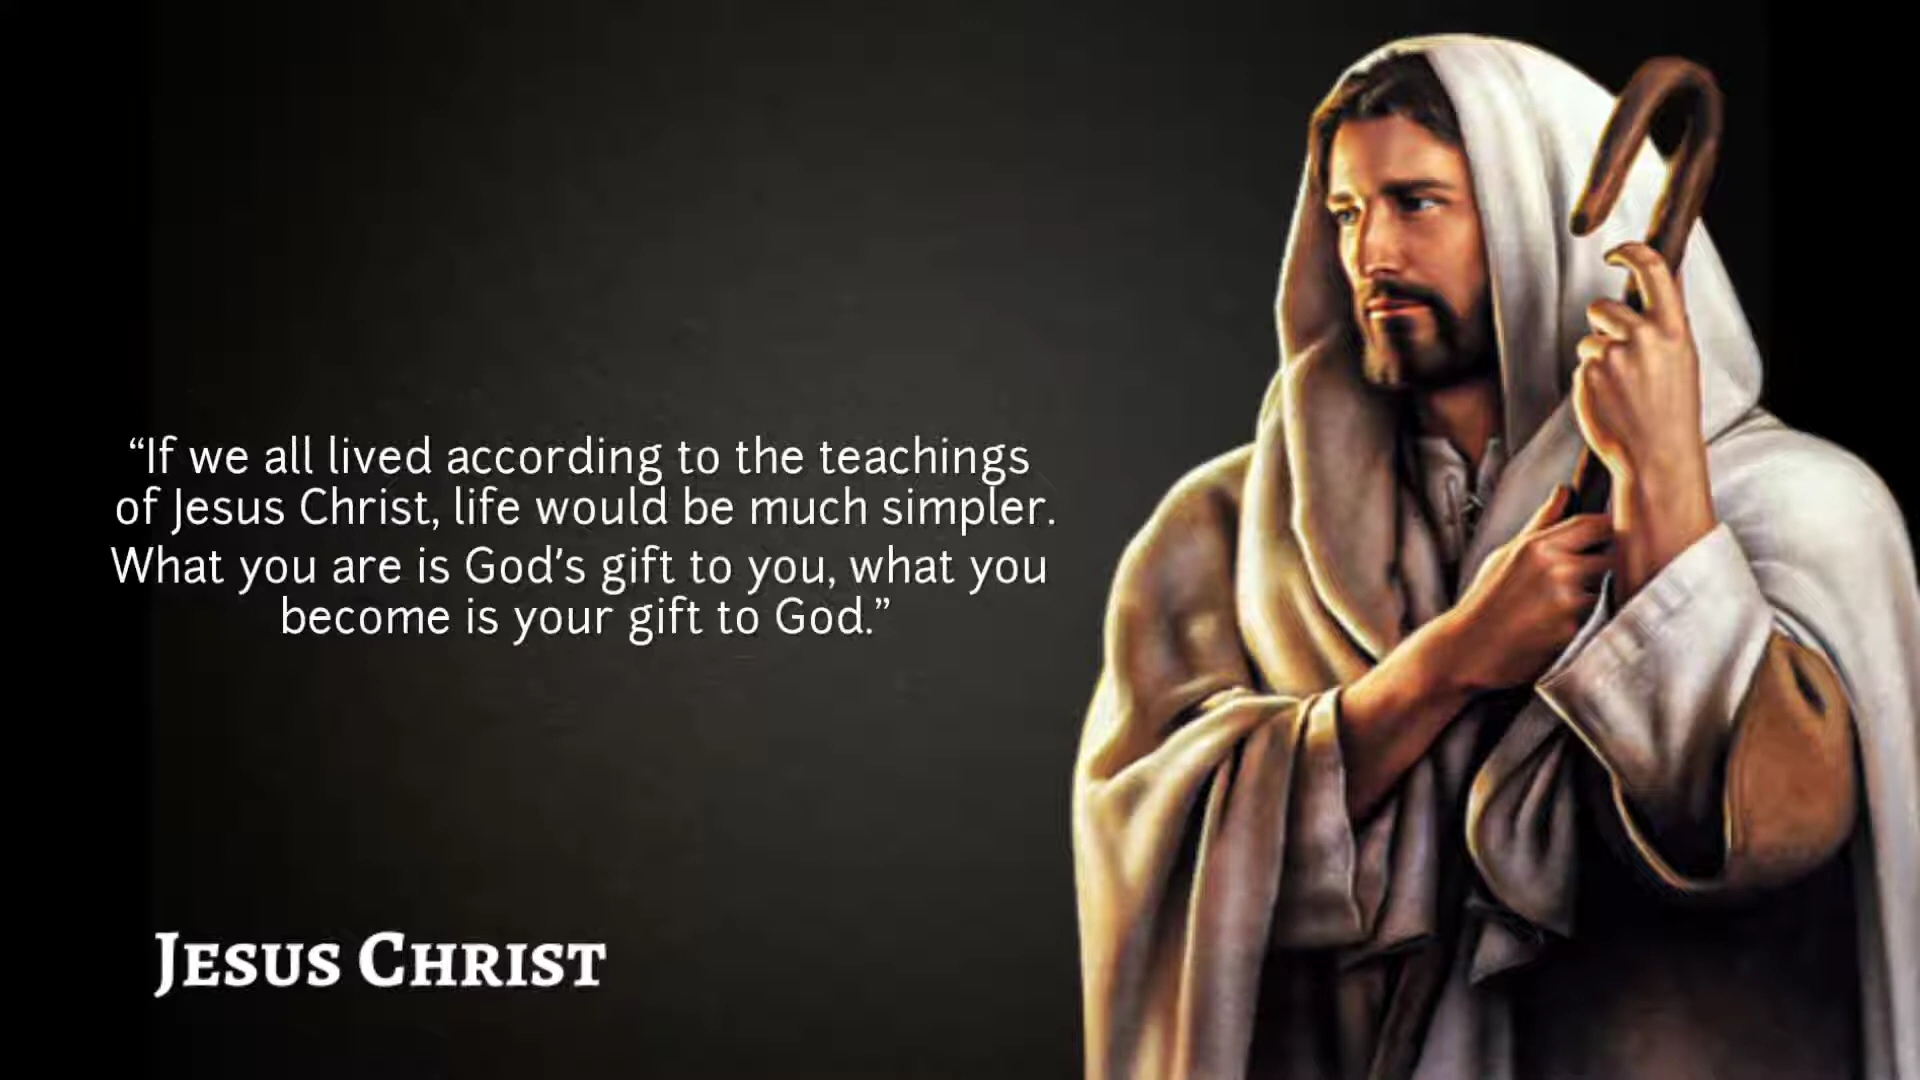 “If we all lived according to the teachings
of Jesus Christ, life would be much simpler.
What you are is God's gift to you, what you
become is your gift to God.”
Jesus Christ